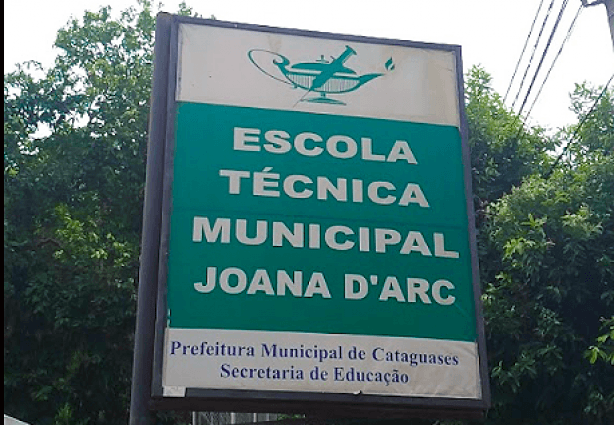 ESCOLA
TÉCNICA
MUNICIPAL
JOANA D'ARC
Prefeitura Municipal de Cataguases
Secretaria de Educação